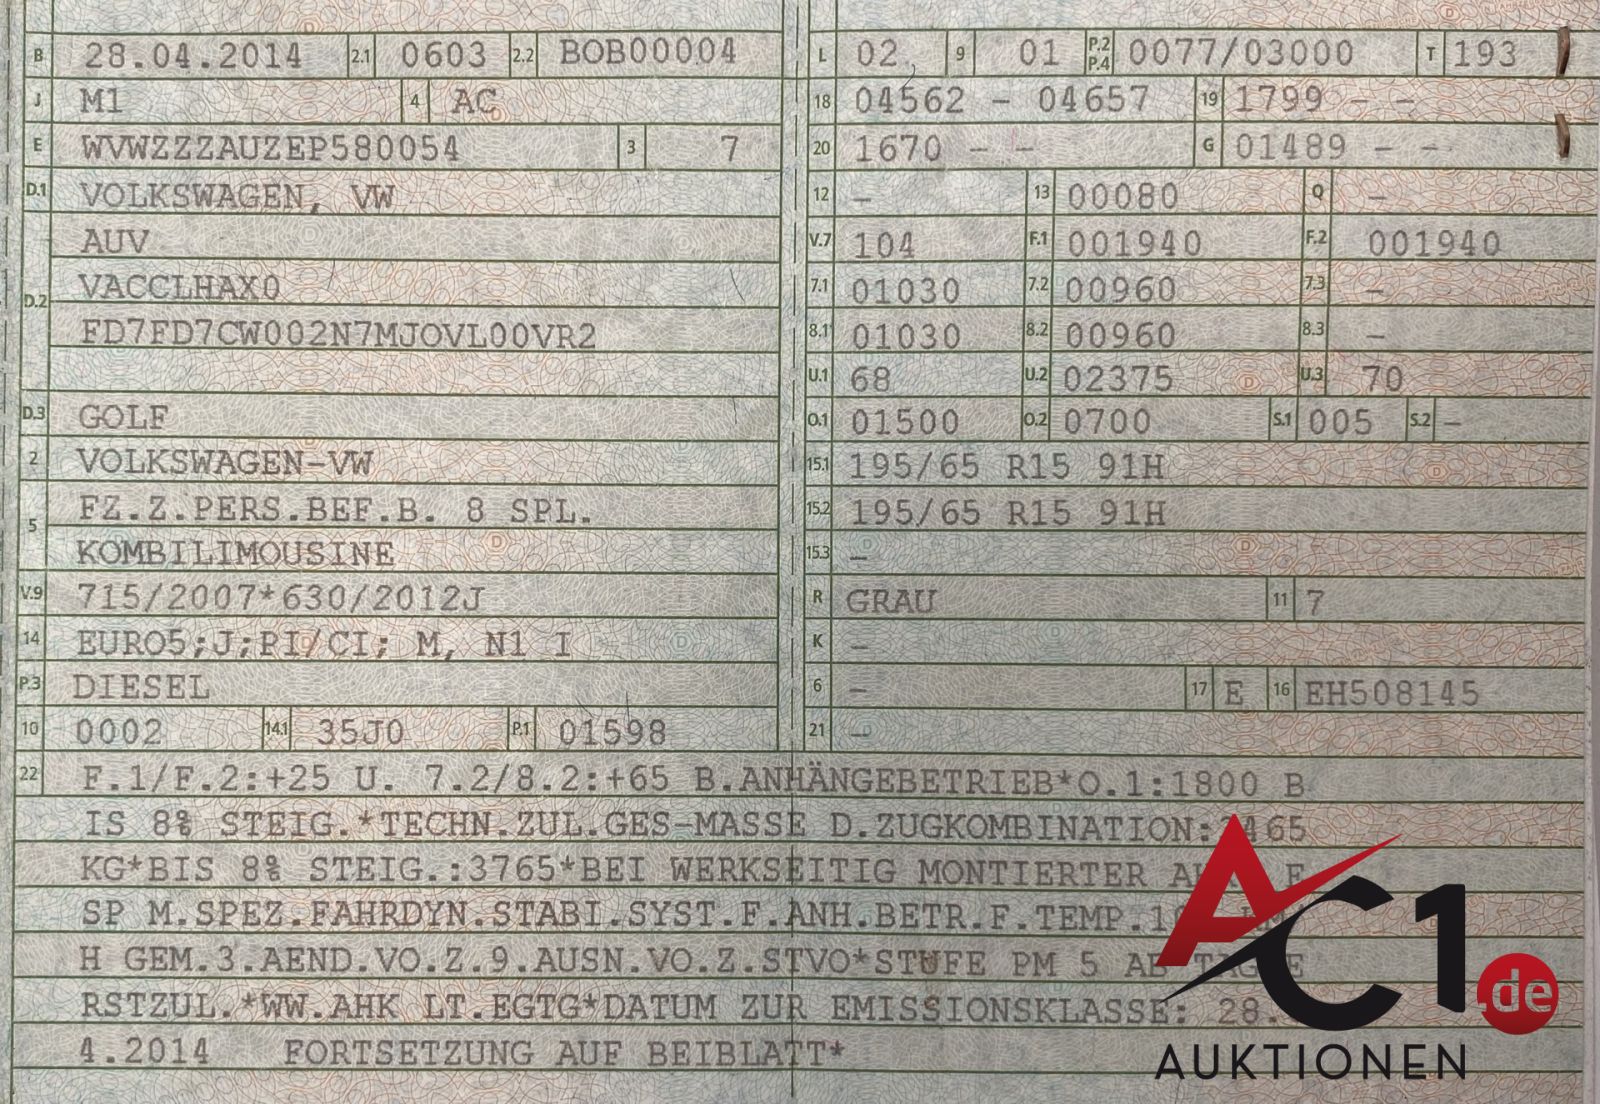 B 28.04.2014 2.1 0603 2.2 BOB00004
J M1 4 AC
E WVWZZZAUZEP580054 3 7
D.1 VOLKSWAGEN, VW
AUV
D.2 VACCLHAX0
FD7FD7CW002N7MJOVL00VR2
D.3 GOLF
2 VOLKSWAGEN-VW
5 FZ.Z.PERS.BEF.B. 8 SPL.
KOMBILIMOUSINE
V.9 715/2007*630/2012J
14 EURO5;J;PI/CI; M, N1 I
P.3 DIESEL
10 0002 14.1 35J0 P.1 01598
L 02 9 01 P.2 P.4 0077/03000 T 193
18 04562 - 04657 19 1799 - -
20 1670 - - G 01489 - -
12 - 13 00080 Q -
V.7 104 F.1 001940 F.2 001940
7.1 01030 7.2 00960 7.3 -
8.1 01030 8.2 00960 8.3 -
U.1 68 U.2 02375 U.3 70
O.1 01500 O.2 0700 S.1 005 S.2 -
15.1 195/65 R15 91H
15.2 195/65 R15 91H
15.3 -
R GRAU 11 7
K -
6 - 17 E 16 EH508145
21 -
22 F.1/F.2:+25 U. 7.2/8.2:+65 B.ANHÄNGEBETRIEB*O.1:1800 B
IS 8% STEIG.*TECHN.ZUL.GES-MASSE D.ZUGKOMBINATION:3465
KG*BIS 8% STEIG.:3765*BEI WERKSEITIG MONTIERTER
SP M.SPEZ.FAHRDYN.STABI.SYST.F.ANH.BETR.F.TEMP.
H GEM.3.AEND.VO.Z.9.AUSN.VO.Z.STVO*STUFE PM 5 AB TAG E
RSTZUL.*WW.AHK LT.EGTG*DATUM ZUR EMISSIONSKLASSE: 28.
4.2014 FORTSETZUNG AUF BEIBLATT*
AC1.de
AUKTIONEN